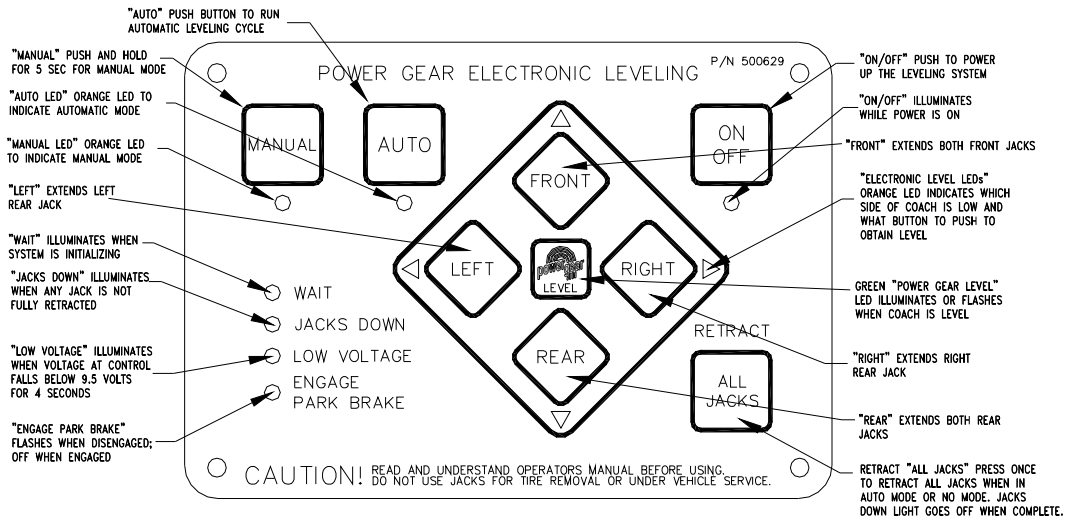 "AUTO" PUSH BUTTON TO RUN
AUTOMATIC LEVELING CYCLE
"MANUAL" PUSH AND HOLD
FOR 5 SEC FOR MANUAL MODE
"AUTO LED" ORANGE LED TO
INDICATE AUTOMATIC MODE
"MANUAL LED" ORANGE LED
TO INDICATE MANUAL MODE
"LEFT" EXTENDS LEFT
REAR JACK
"WAIT" ILLUMINATES WHEN
SYSTEM IS INITIALIZING
"JACKS DOWN" ILLUMINATES
WHEN ANY JACK IS NOT
FULLY RETRACTED
"LOW VOLTAGE" ILLUMINATES
WHEN VOLTAGE AT CONTROL
FALLS BELOW 9.5 VOLTS
FOR 4 SECONDS
"ENGAGE PARK BRAKE"
FLASHES WHEN DISENGAGED;
OFF WHEN ENGAGED
P/N 500629
POWER GEAR ELECTRONIC LEVELING
MANUAL
AUTO
ON
OFF
FRONT
LEFT
powergear
LEVEL
RIGHT
REAR
WAIT
JACKS DOWN
LOW VOLTAGE
ENGAGE
PARK BRAKE
RETRACT
ALL
JACKS
CAUTION! READ AND UNDERSTAND OPERATORS MANUAL BEFORE USING.
DO NOT USE JACKS FOR TIRE REMOVAL OR UNDER VEHICLE SERVICE.
"ON/OFF" PUSH TO POWER
UP THE LEVELING SYSTEM
"ON/OFF" ILLUMINATES
WHILE POWER IS ON
"FRONT" EXTENDS BOTH FRONT JACKS
"ELECTRONIC LEVEL LEDs"
ORANGE LED INDICATES WHICH
SIDE OF COACH IS LOW AND
WHAT BUTTON TO PUSH TO
OBTAIN LEVEL
GREEN "POWER GEAR LEVEL"
LED ILLUMINATES OR FLASHES
WHEN COACH IS LEVEL
"RIGHT" EXTENDS RIGHT
REAR JACK
"REAR" EXTENDS BOTH REAR
JACKS
RETRACT "ALL JACKS" PRESS ONCE
TO RETRACT ALL JACKS WHEN IN
AUTO MODE OR NO MODE. JACKS
DOWN LIGHT GOES OFF WHEN COMPLETE.